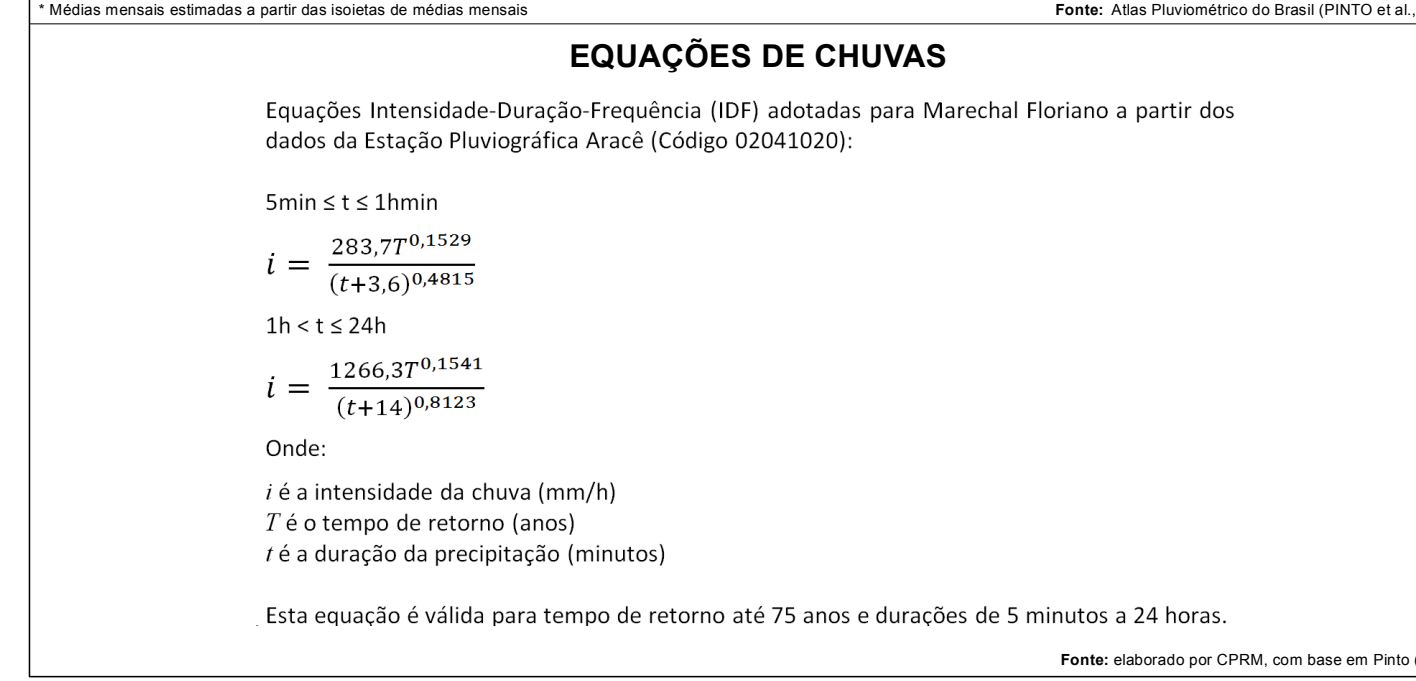 * Médias mensais estimadas a partir das isoietas de médias mensais
Fonte: Atlas Pluviométrico do Brasil (PINTO et al.,
EQUAÇÕES DE CHUVAS
Equações Intensidade-Duração-Frequência (IDF) adotadas para Marechal Floriano a partir dos
dados da Estação Pluviográfica Aracê (Código 02041020):
5min ≤ t ≤ 1hmin
i = 283,7T^0,1529 / (t+3,6)^0,4815
1h < t ≤ 24h
i = 1266,3T^0,1541 / (t+14)^0,8123
Onde:
i é a intensidade da chuva (mm/h)
T é o tempo de retorno (anos)
t é a duração da precipitação (minutos)
Esta equação é válida para tempo de retorno até 75 anos e durações de 5 minutos a 24 horas.
Fonte: elaborado por CPRM, com base em Pinto (